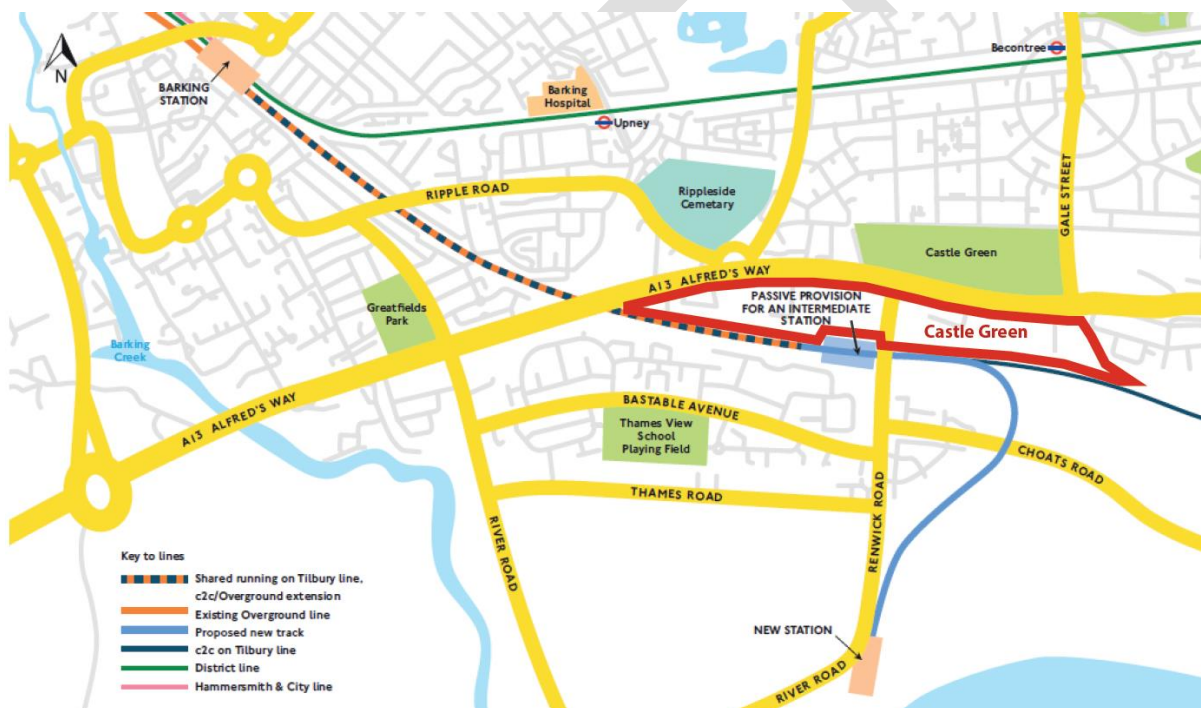 Becontree
N
BARKING
STATION
Barking
Hospital
Upney
RIPPLE ROAD
Rippleside
Cemetary
GALE STREET
Castle Green
A13 ALFRED'S WAY
PASSIVE PROVISION
FOR AN INTERMEDIATE
STATION
Castle Green
Greatfields
Park
Barking
Creek
A13 ALFRED'S WAY
BASTABLE AVENUE
Thames View
School
Playing Field
CHOATS ROAD
THAMES ROAD
RIVER ROAD
RENWICK ROAD
NEW STATION
RIVER ROAD
Key to lines
Shared running on Tilbury line,
c2c/Overground extension
Existing Overground line
Proposed new track
c2c on Tilbury line
District line
Hammersmith & City line